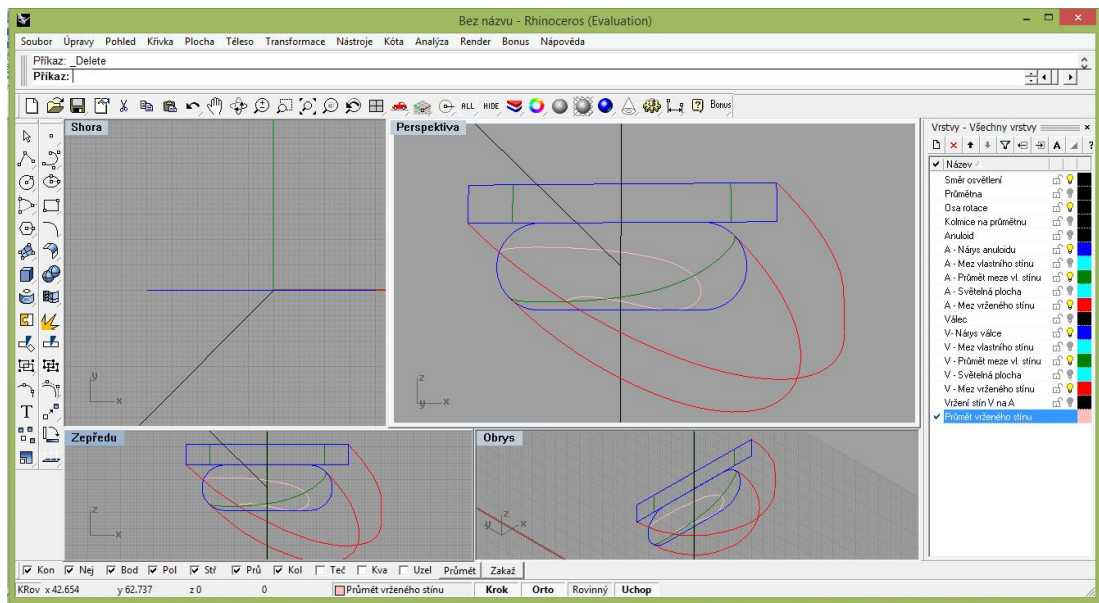 Bez názvu - Rhinoceros (Evaluation)
Soubor Úpravy Pohled Křivka Plocha Těleso Transformace Nástroje Kóta Analýza Render Bonus Nápovéda
Příkaz: _Delete
Příkaz:
ALL HIDE Bonus
Shora
y
x
Perspektiva
z
y x
Zepředu
z
x
Obrys
z
y x
Vrstvy - Všechny vrstvy
A ?
Název
Směr osvětlení
Průmětna
Osa rotace
Kolmice na průmětnu
Anuloid
A - Nárys anuloidu
A - Mez vlastního stínu
A - Průmět meze vl. stínu
A - Světelná plocha
A - Mez vrženého stínu
Válec
V- Nárys válce
V - Mez vlastního stínu
V - Průmět meze vl. stínu
V - Světelná plocha
V - Mez vrženého stínu
Vržení stín V na A
Průmět vrženého stínu
Kon Nej Bod Pol Stř Prů Kol Teč Kva Uzel Průmět Zakaž
KRov x 42.654 y 62.737 z 0 0 Průmět vrženého stínu Krok Orto Rovinný Uchop